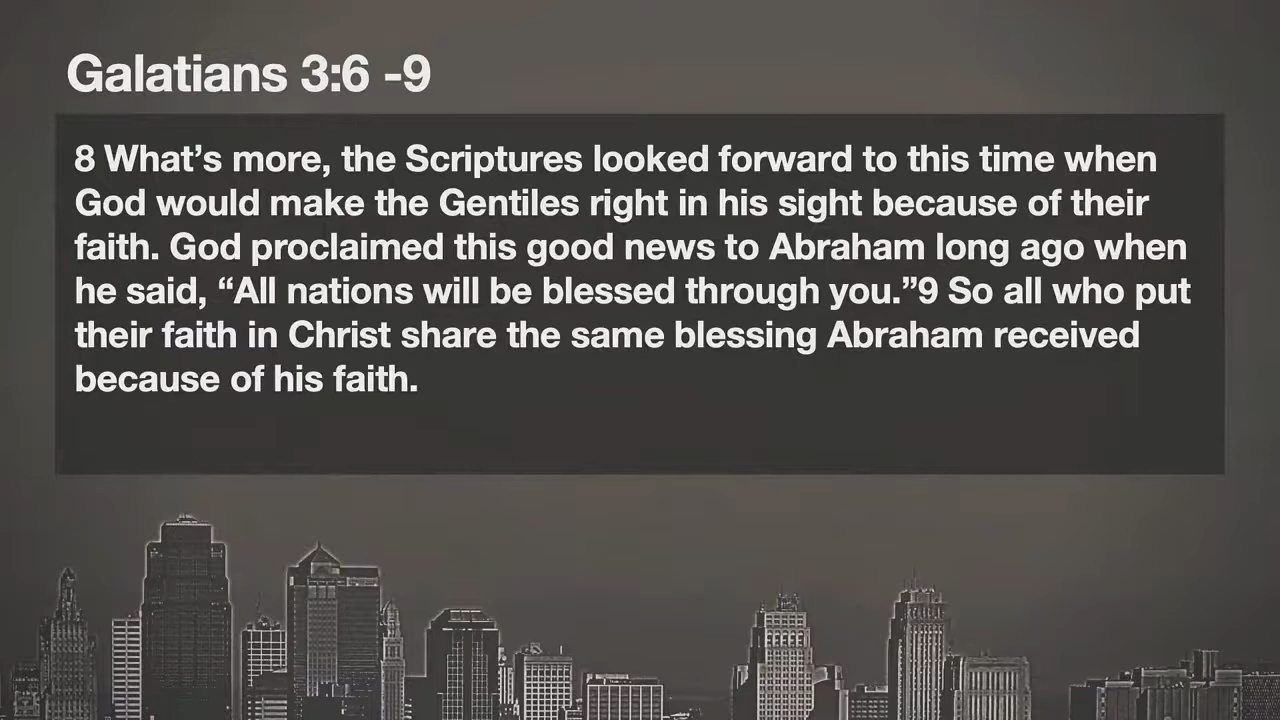 Galatians 3:6 -9
8 What’s more, the Scriptures looked forward to this time when
God would make the Gentiles right in his sight because of their
faith. God proclaimed this good news to Abraham long ago when
he said, “All nations will be blessed through you.”9 So all who put
their faith in Christ share the same blessing Abraham received
because of his faith.